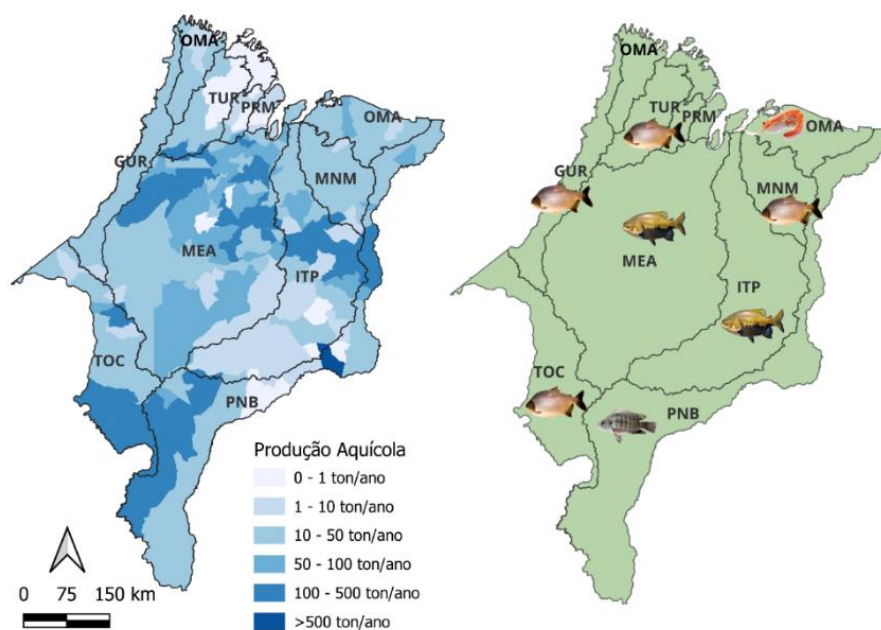 OMA
TUR
PRM
OMA
GUR
MNM
MEA
ITP
TOC
PNB
Produção Aquícola
0 - 1 ton/ano
1 - 10 ton/ano
10 - 50 ton/ano
50 - 100 ton/ano
100 - 500 ton/ano
>500 ton/ano
0 75 150 km
OMA
TUR
PRM
OMA
GUR
MNM
MEA
ITP
TOC
PNB